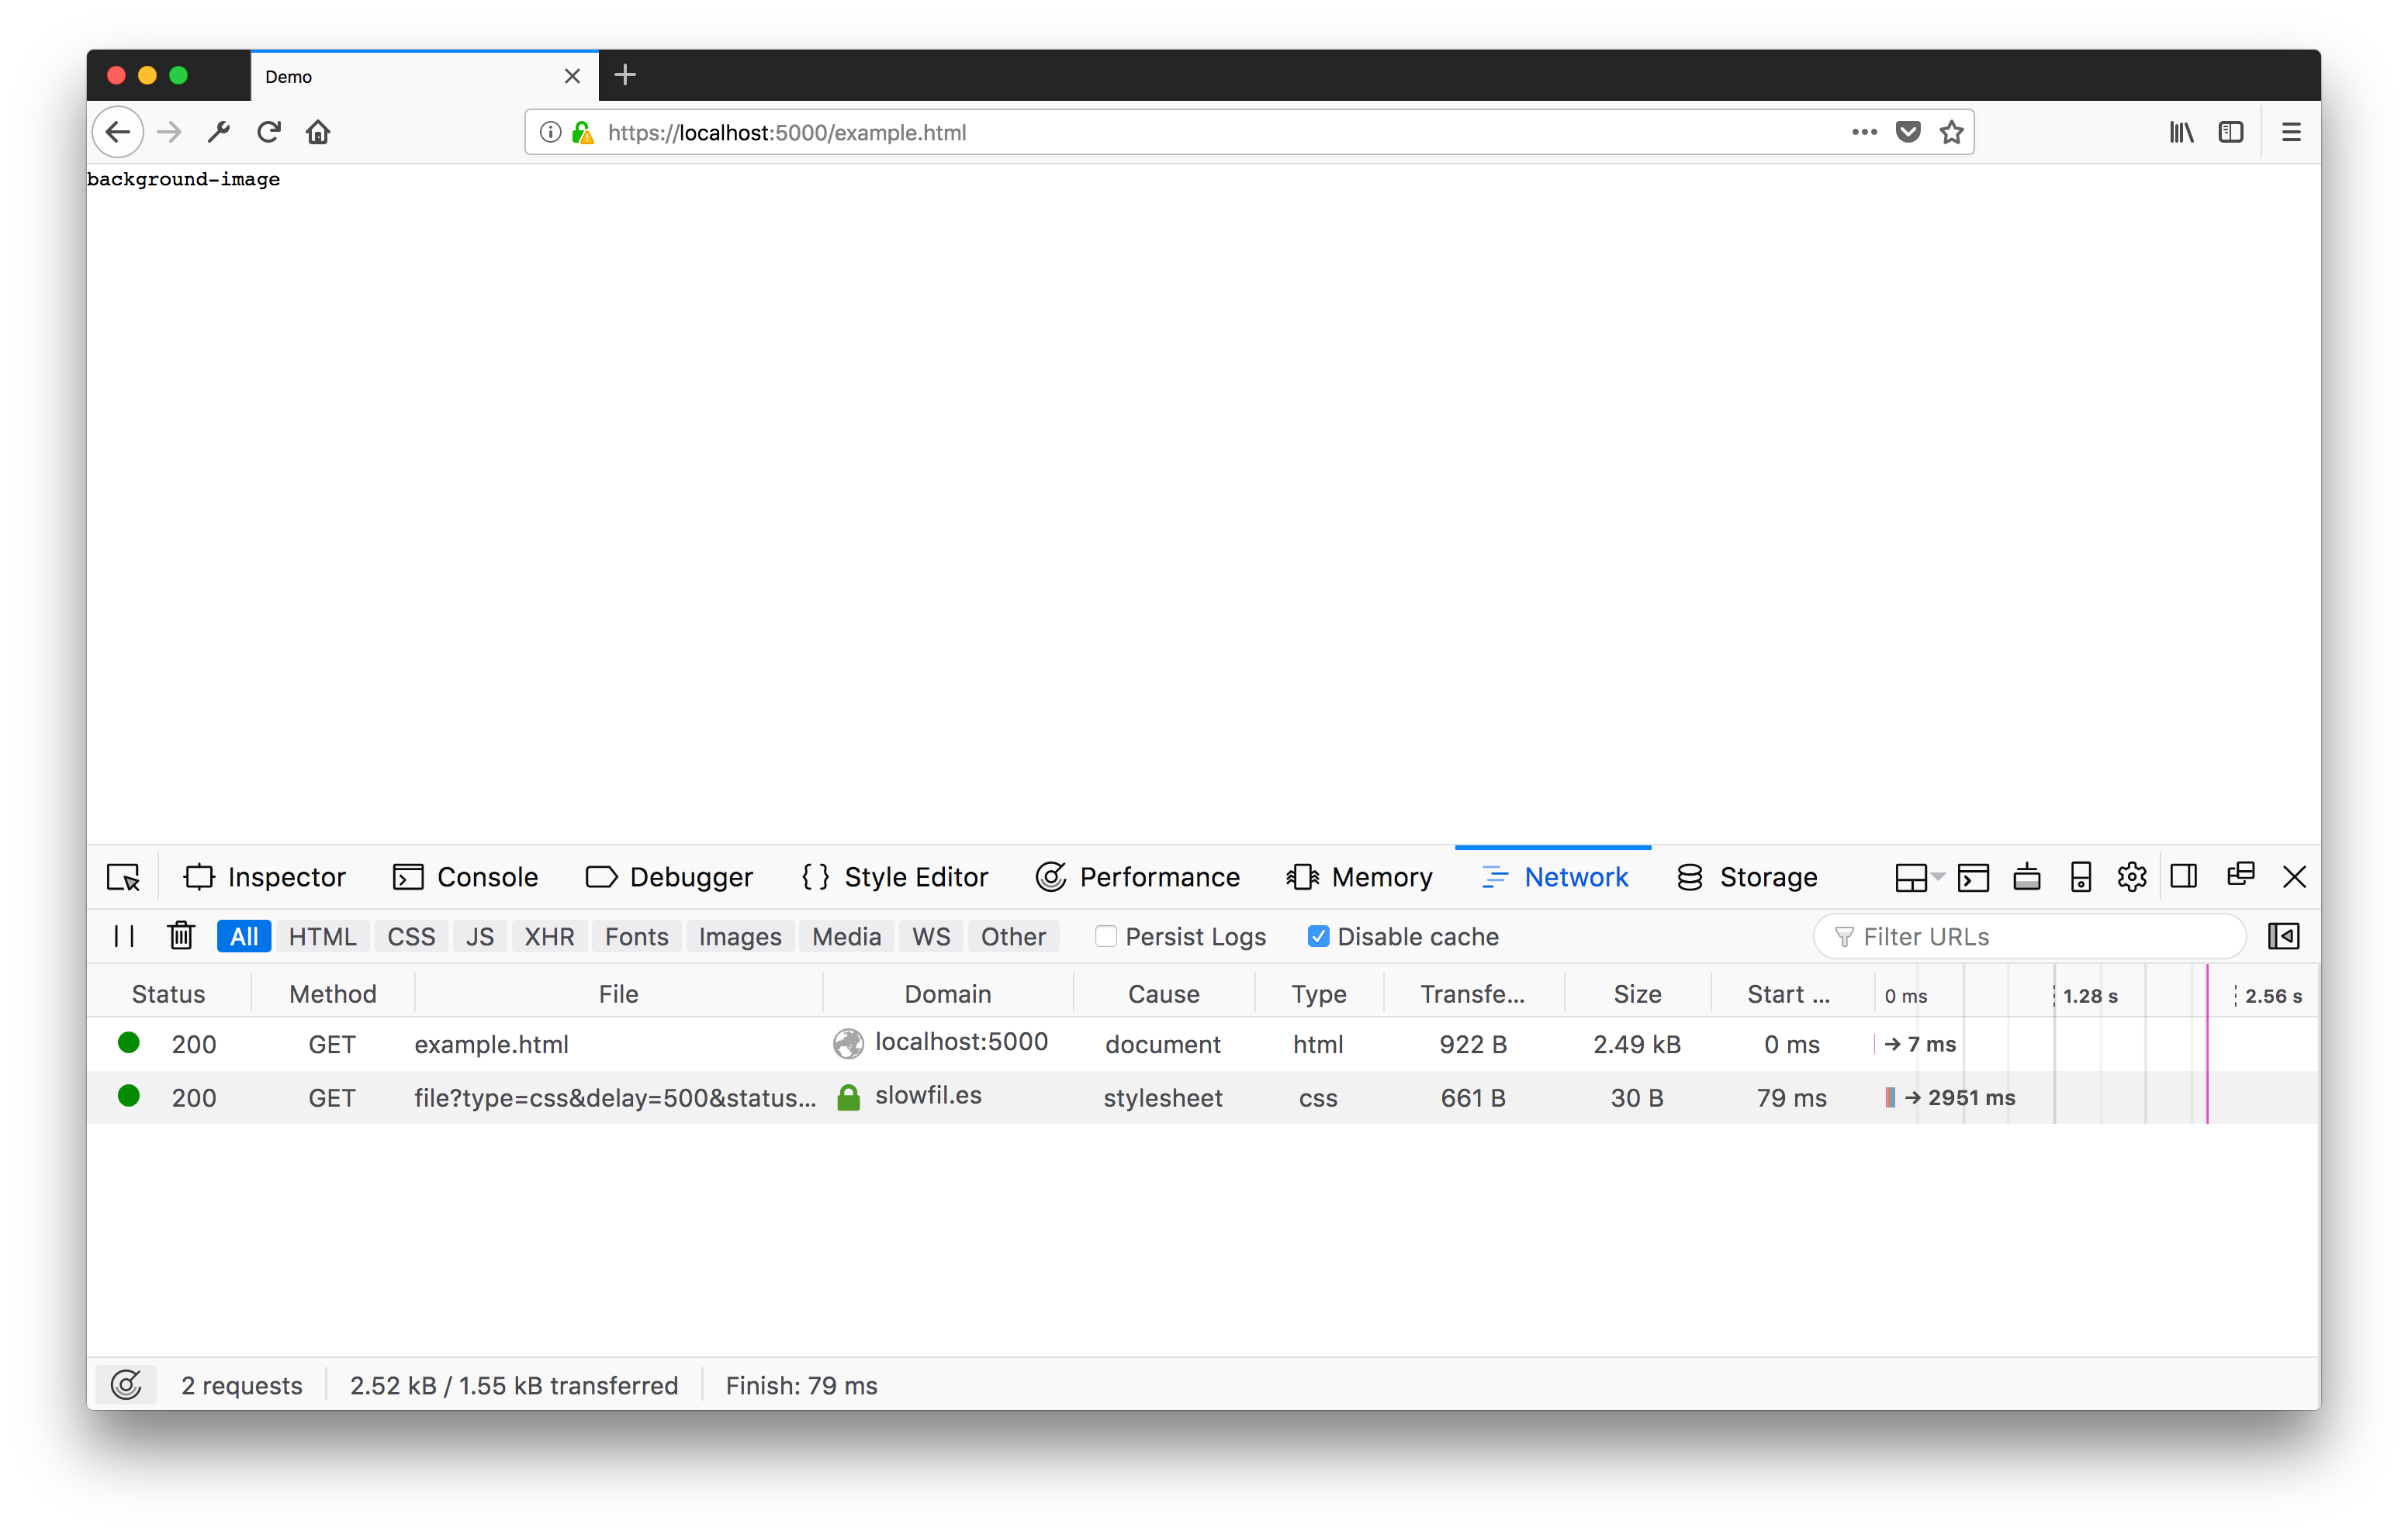 Demo
https://localhost:5000/example.html
background-image
Inspector Console Debugger { } Style Editor Performance Memory Network Storage
All HTML CSS JS XHR Fonts Images Media WS Other Persist Logs Disable cache Filter URLs
Status Method File Domain Cause Type Transfe... Size Start ... 0 ms 1.28 s 2.56 s
200 GET example.html localhost:5000 document html 922 B 2.49 kB 0 ms → 7 ms
200 GET file?type=css&delay=500&status... slowfil.es stylesheet css 661 B 30 B 79 ms → 2951 ms
2 requests 2.52 kB / 1.55 kB transferred Finish: 79 ms